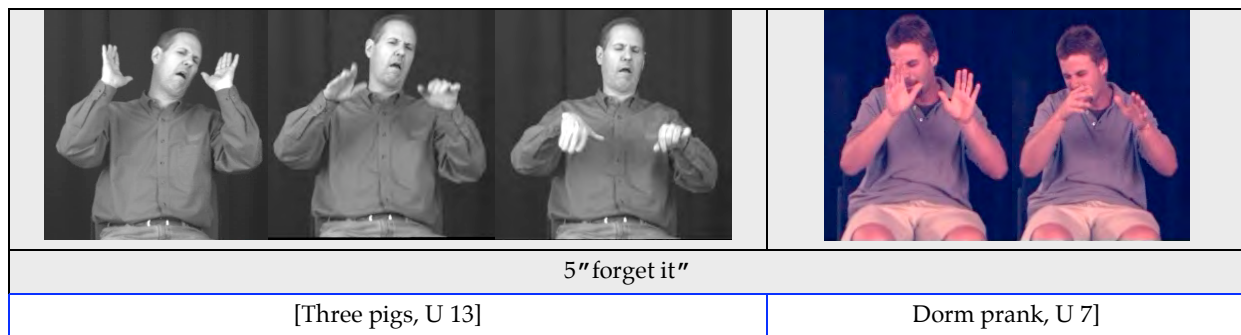 5"forget it"
[Three pigs, U 13]
Dorm prank, U 7]